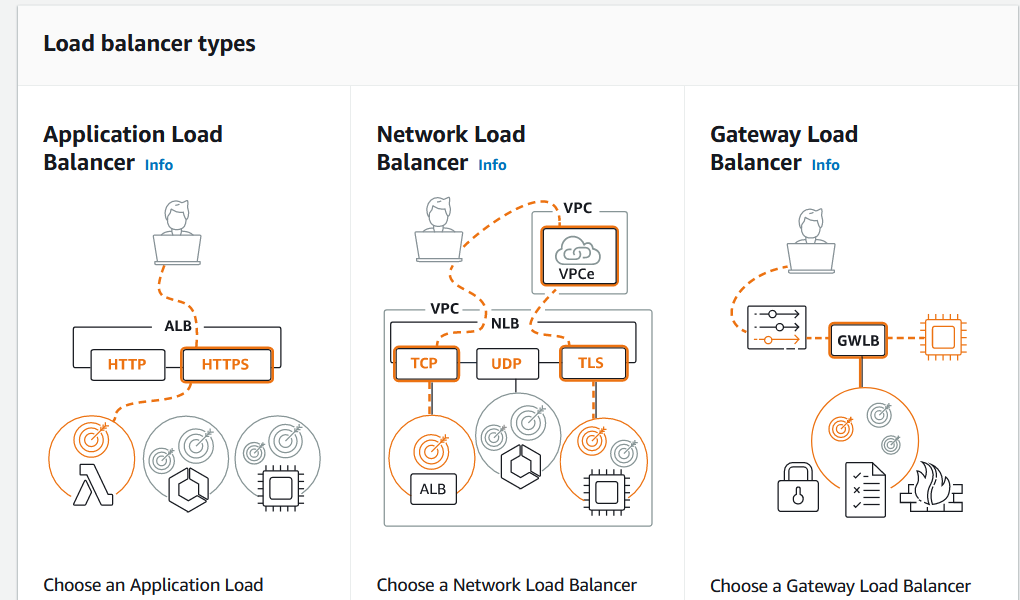 Load balancer types
Application Load
Balancer Info
ALB
HTTP
HTTPS
Choose an Application Load
Network Load
Balancer Info
VPC
VPCe
VPC
NLB
TCP
UDP
TLS
ALB
Choose a Network Load Balancer
Gateway Load
Balancer Info
GWLB
Choose a Gateway Load Balancer